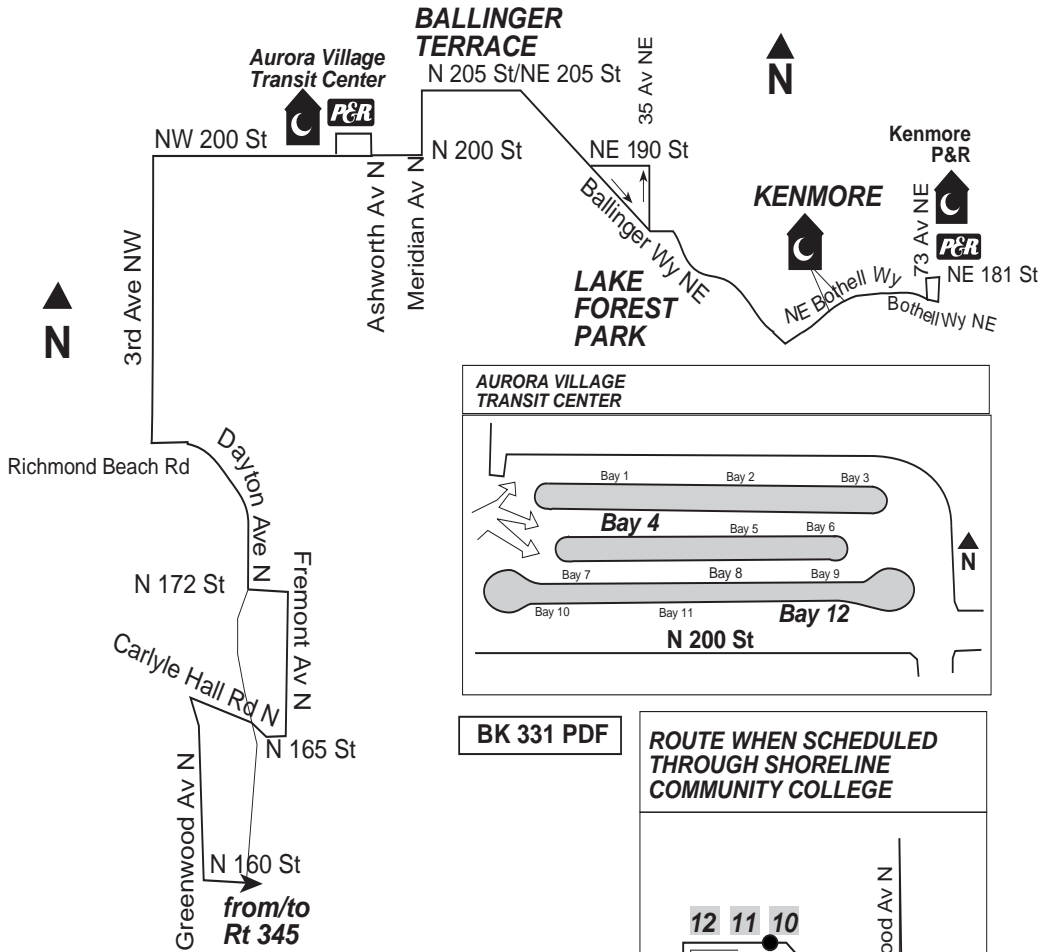 BALLINGER
TERRACE
Aurora Village
Transit Center
P&R
N 205 St/NE 205 St
35 Av NE
N
NW 200 St
N 200 St
NE 190 St
Kenmore
P&R
KENMORE
73 Av NE
P&R
NE 181 St
Ashworth Av N
Meridian Av N
Ballinger Wy NE
NE Bothell Wy
Bothell Wy NE
LAKE
FOREST
PARK
3rd Ave NW
N
Richmond Beach Rd
Dayton Ave N
N 172 St
Fremont Av N
Carlyle Hall Rd N
N 165 St
Greenwood Av N
N 160 St
from/to
Rt 345
AURORA VILLAGE
TRANSIT CENTER
Bay 1 Bay 2 Bay 3
Bay 4 Bay 5 Bay 6
Bay 7 Bay 8 Bay 9
Bay 10 Bay 11 Bay 12
N 200 St
N
BK 331 PDF
ROUTE WHEN SCHEDULED
THROUGH SHORELINE
COMMUNITY COLLEGE
12 11 10
ood Av N